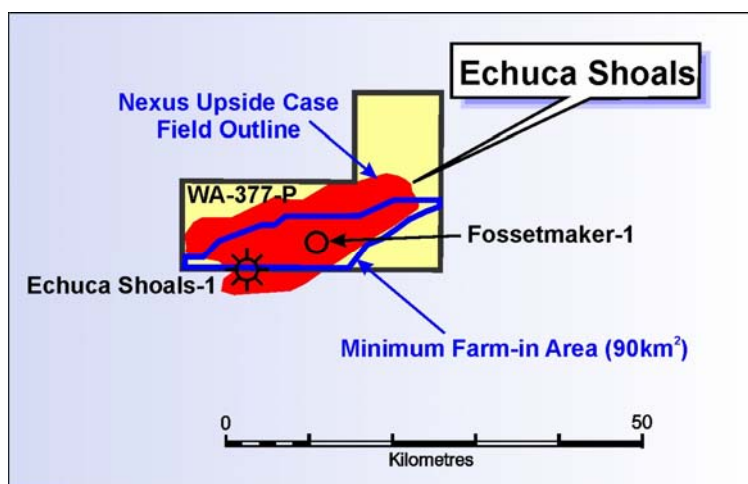 Echuca Shoals
Nexus Upside Case
Field Outline
WA-377-P
Fossetmaker-1
Echuca Shoals-1
Minimum Farm-in Area (90km²)
0
50
Kilometres